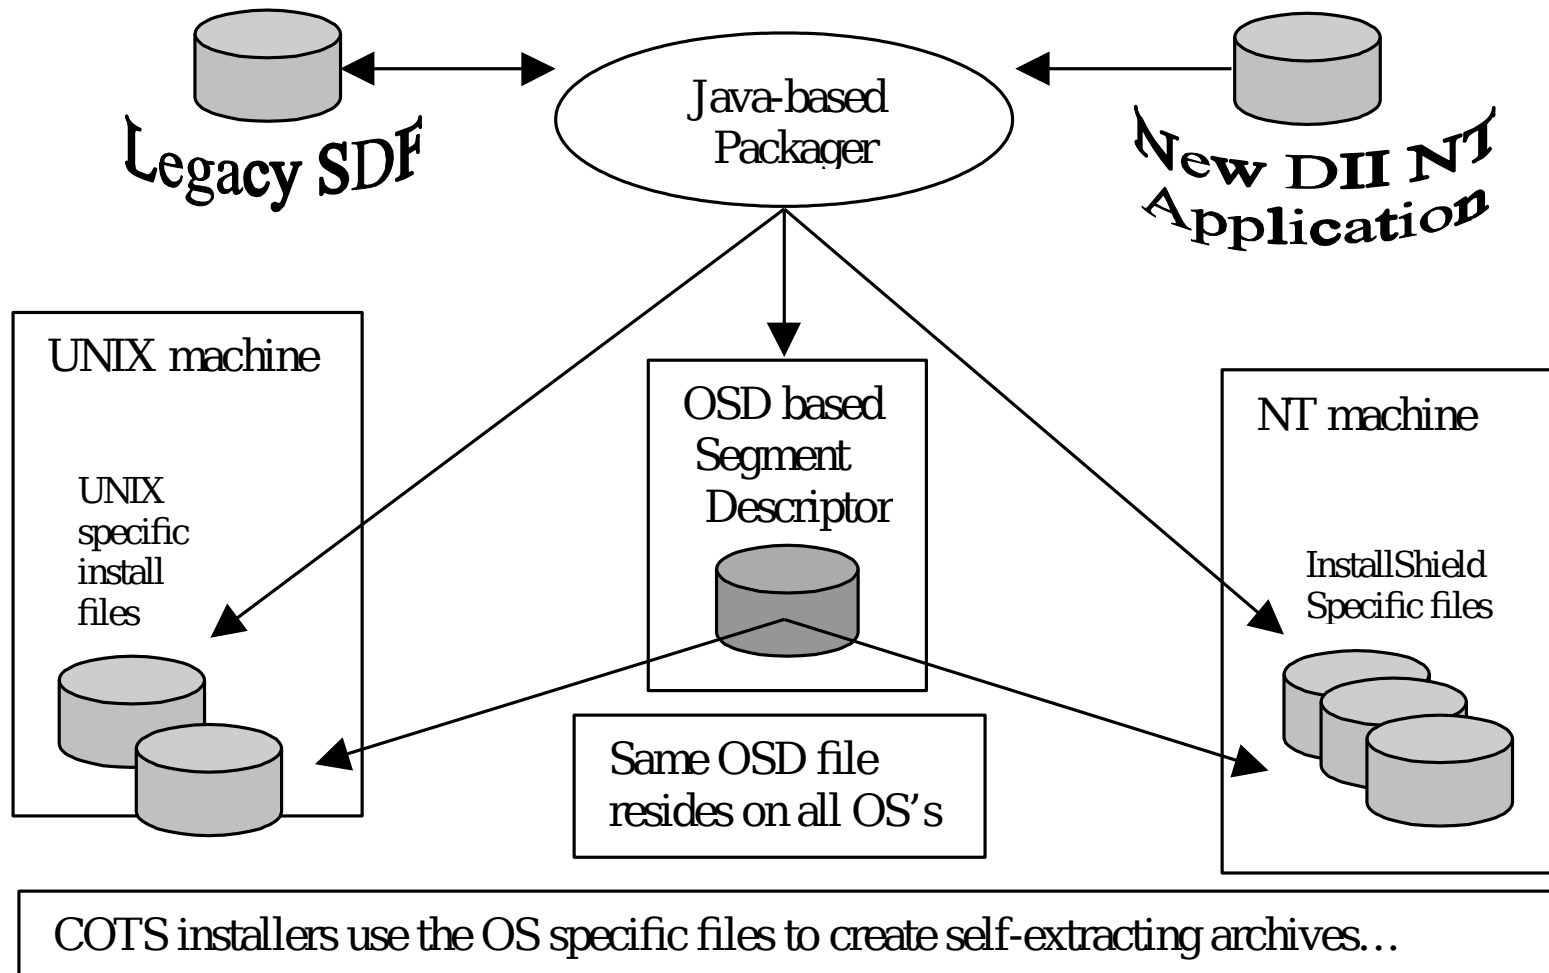 Legacy SDF
Java-based
Packager
New DII NT
Application
UNIX machine
UNIX
specific
install
files
OSD based
Segment
Descriptor
NT machine
InstallShield
Specific files
Same OSD file
resides on all OS’s
COTS installers use the OS specific files to create self-extracting archives…